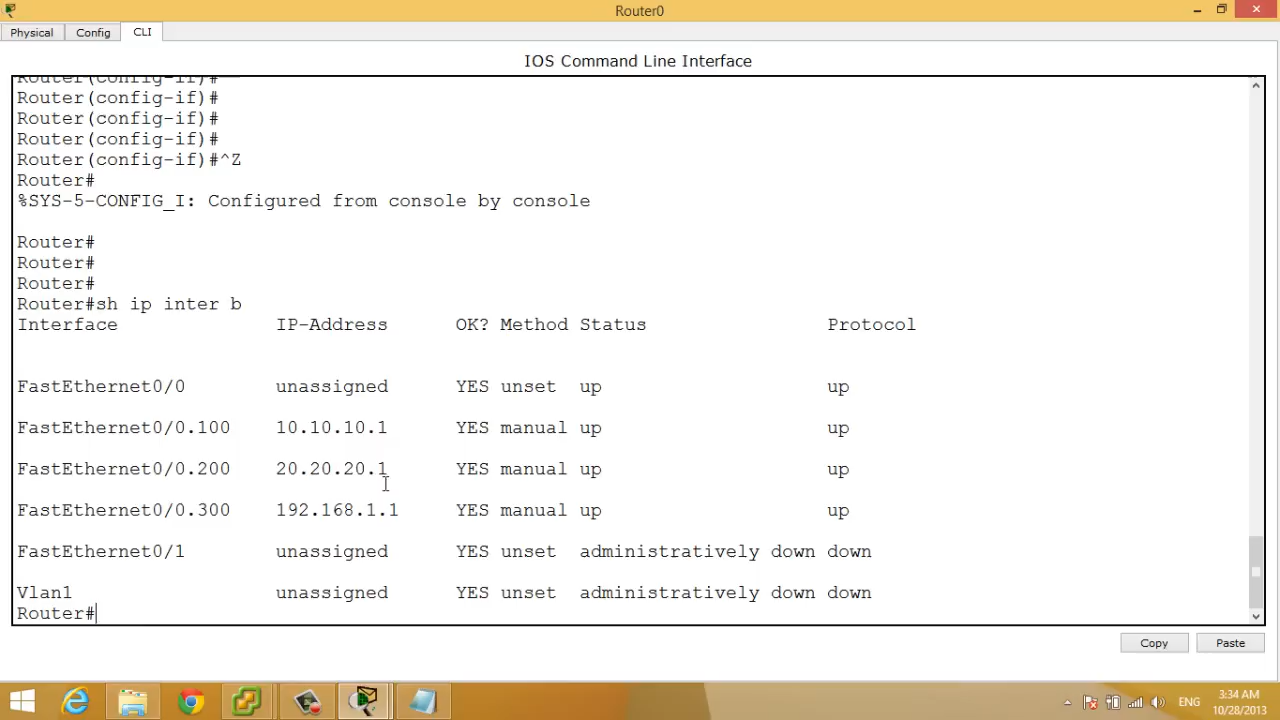 Router0
Physical Config CLI
IOS Command Line Interface
Router(config-if)#
Router(config-if)#
Router(config-if)#
Router(config-if)#
Router(config-if)#^Z
Router#
%SYS-5-CONFIG_I: Configured from console by console
Router#
Router#
Router#
Router#sh ip inter b
Interface IP-Address OK? Method Status Protocol
FastEthernet0/0 unassigned YES unset up up
FastEthernet0/0.100 10.10.10.1 YES manual up up
FastEthernet0/0.200 20.20.20.1 YES manual up up
FastEthernet0/0.300 192.168.1.1 YES manual up up
FastEthernet0/1 unassigned YES unset administratively down down
Vlan1 unassigned YES unset administratively down down
Router#
Copy Paste
ENG
3:34 AM
10/28/2013